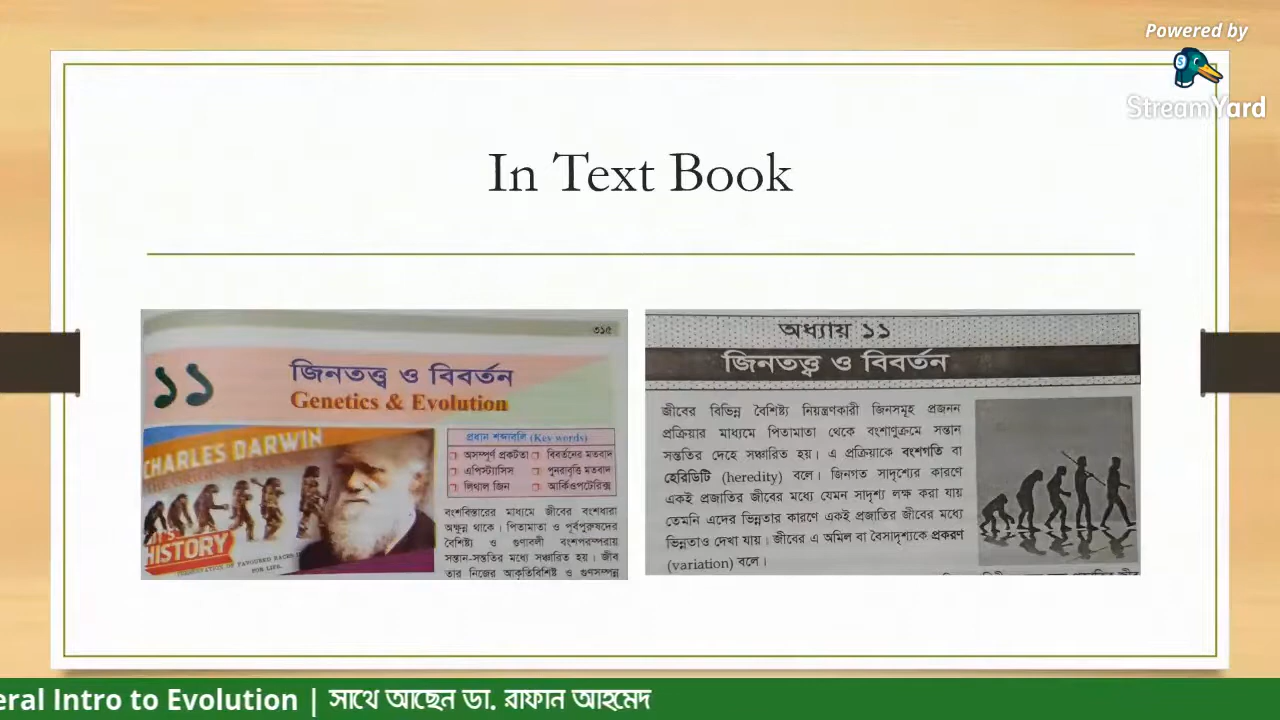 Powered by
StreamYard
In Text Book
৩১৫
১১
জিনতত্ত্ব ও বিবর্তন
Genetics & Evolution
CHARLES DARWIN
HISTORY
FOR LIFE.
প্রধান শব্দাবলি (Key words)
অসম্পূর্ণ প্রকটতা বিবর্তনের মতবাদ
এপিস্ট্যাসিস পুনরাবৃত্তি মতবাদ
লিথাল জিন আর্কিওপটেরিক্স
বংশবিস্তারের মাধ্যমে জীবের বংশধারা
অক্ষুণ্ন থাকে। পিতামাতা ও পূর্বপুরুষদের
বৈশিষ্ট্য ও গুণাবলী বংশপরম্পরায়
সন্তান-সন্ততির মধ্যে সঞ্চারিত হয়। জীব
তার নিজের আকৃতিবিশিষ্ট ও গুণসম্পন্ন
অধ্যায় ১১
জিনতত্ত্ব ও বিবর্তন
জীবের বিভিন্ন বৈশিষ্ট্য নিয়ন্ত্রণকারী জিনসমূহ প্রজনন
প্রক্রিয়ার মাধ্যমে পিতামাতা থেকে বংশাণুক্রমে সন্তান
সন্ততির দেহে সঞ্চারিত হয়। এ প্রক্রিয়াকে বংশগতি বা
হেরিডিটি (heredity) বলে। জিনগত সাদৃশ্যের কারণে
একই প্রজাতির জীবের মধ্যে যেমন সাদৃশ্য লক্ষ করা যায়
তেমনি এদের ভিন্নতার কারণে একই প্রজাতির জীবের মধ্যে
ভিন্নতাও দেখা যায়। জীবের এ অমিল বা বৈসাদৃশ্যকে প্রকরণ
(variation) বলে।
eral Intro to Evolution | সাথে আছেন ডা. রাফান আহমেদ